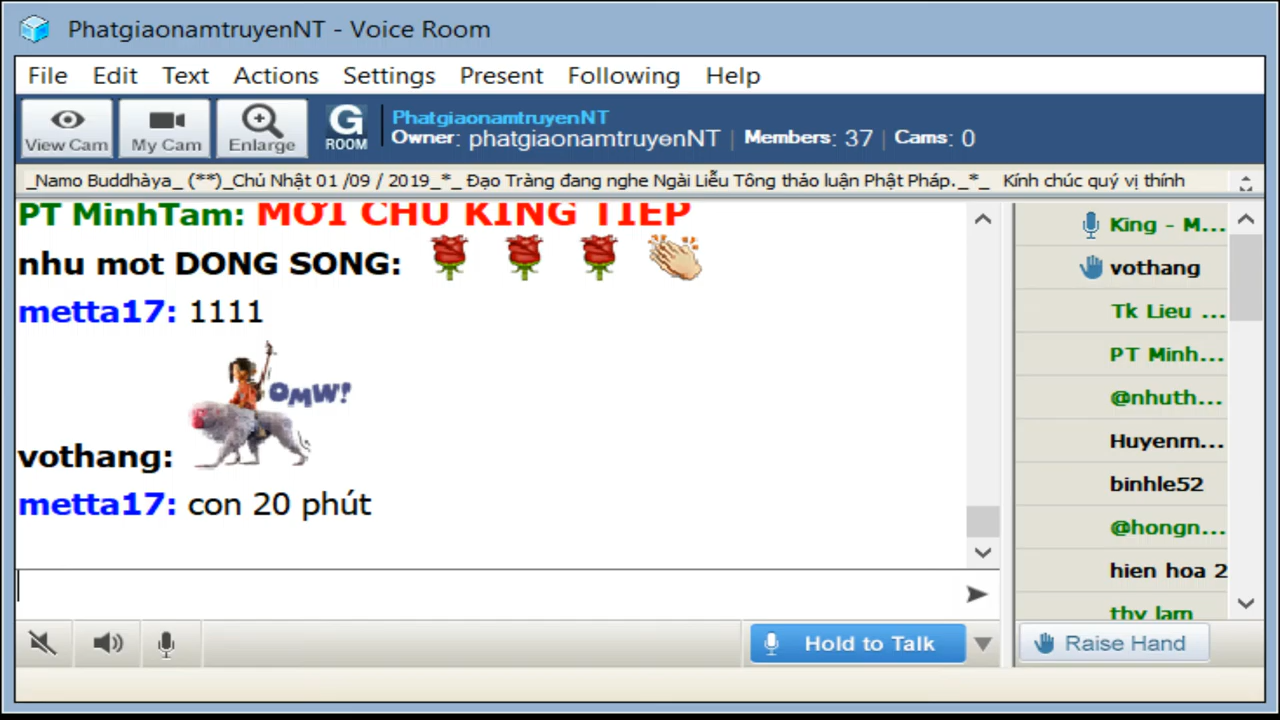 PhatgiaonamtruyenNT - Voice Room
File Edit Text Actions Settings Present Following Help
View Cam My Cam Enlarge G ROOM
PhatgiaonamtruyenNT
Owner: phatgiaonamtruyenNT | Members: 37 | Cams: 0
_Namo Buddhàya_ (**)_Chủ Nhật 01 /09 / 2019_*_ Đạo Tràng đang nghe Ngài Liễu Tông thảo luận Phật Pháp._*_ Kính chúc quý vị thính
PT MinhTam: MỜI CHÚ KING TIẾP
nhu mot DONG SONG:
metta17: 1111
OMW!
vothang:
metta17: con 20 phút
King - M...
vothang
Tk Lieu ...
PT Minh...
@nhuth...
Huyenm...
binhle52
@hongn...
hien hoa 2
thy lam
Hold to Talk
Raise Hand